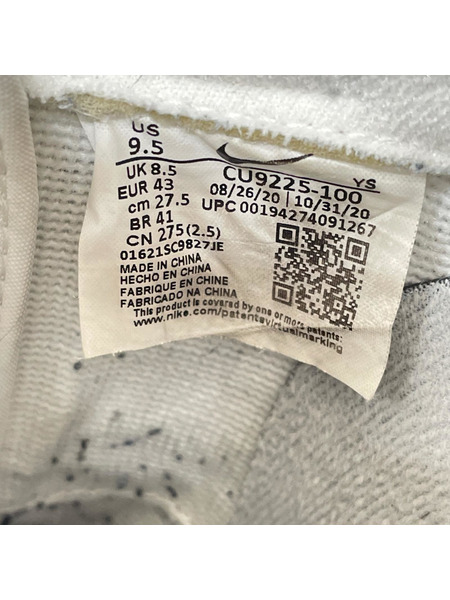 US
9.5
UK 8.5
EUR 43
cm 27.5
BR 41
CN 275(2.5)
01621SC9827JE
YS
CU9225-100
08/26/20 | 10/31/20
UPC 00194274091267
MADE IN CHINA
HECHO EN CHINA
FABRIQUE EN CHINE
FABRICADO NA CHINA
This product is covered by one or more patents:
www.nike.com/patentsvirtualmarking